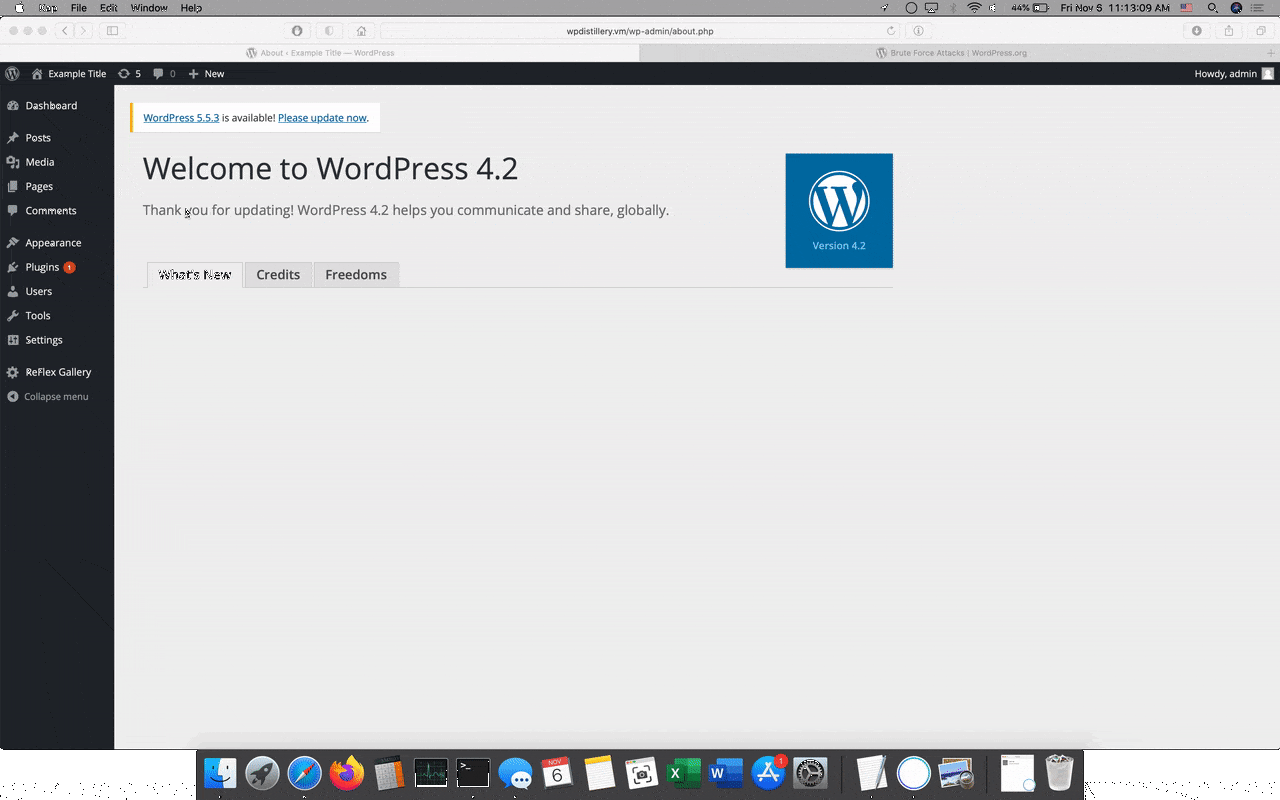 File Edit Window Help 44% Fri Nov 6 11:13:09 AM
wpdistillery.vm/wp-admin/about.php
About ‹ Example Title — WordPress Brute Force Attacks | WordPress.org
Example Title 5 0 New Howdy, admin
Dashboard
Posts
Media
Pages
Comments
Appearance
Plugins 1
Users
Tools
Settings
ReFlex Gallery
Collapse menu
WordPress 5.5.3 is available! Please update now.
Welcome to WordPress 4.2
Thank you for updating! WordPress 4.2 helps you communicate and share, globally.
Version 4.2
What's New Credits Freedoms
NOV
6
1